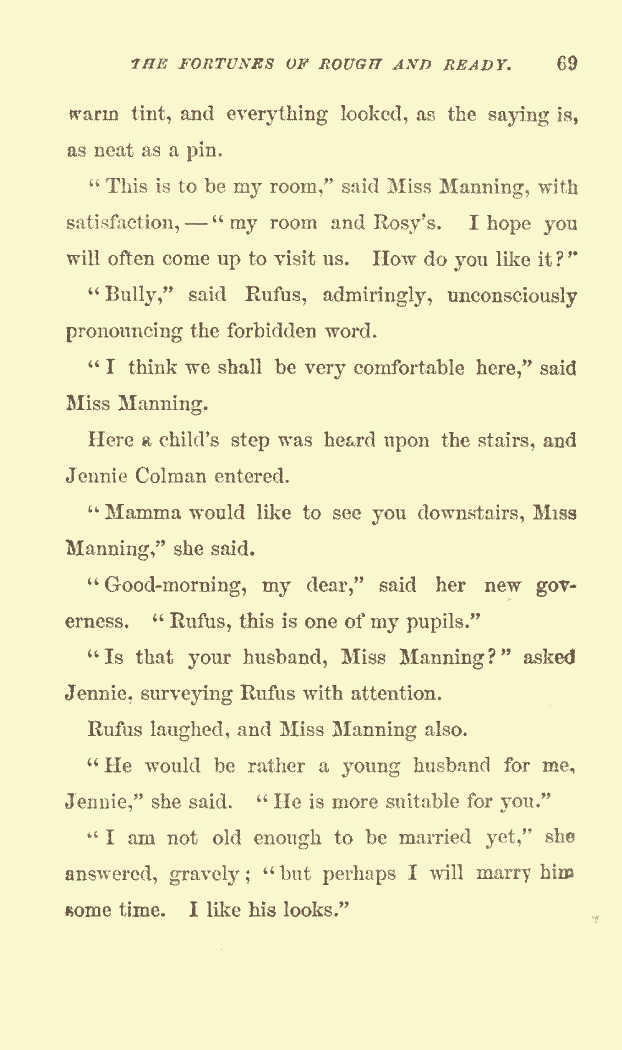 THE FORTUNES OF ROUGH AND READY. 69
warm tint, and everything looked, as the saying is,
as neat as a pin.
“This is to be my room,” said Miss Manning, with
satisfaction,—“my room and Rosy’s. I hope you
will often come up to visit us. How do you like it?”
“Bully,” said Rufus, admiringly, unconsciously
pronouncing the forbidden word.
“I think we shall be very comfortable here,” said
Miss Manning.
Here a child’s step was heard upon the stairs, and
Jennie Colman entered.
“Mamma would like to see you downstairs, Miss
Manning,” she said.
“Good-morning, my dear,” said her new gov-
erness. “Rufus, this is one of my pupils.”
“Is that your husband, Miss Manning?” asked
Jennie, surveying Rufus with attention.
Rufus laughed, and Miss Manning also.
“He would be rather a young husband for me,
Jennie,” she said. “He is more suitable for you.”
“I am not old enough to be married yet,” she
answered, gravely; “but perhaps I will marry him
some time. I like his looks.”